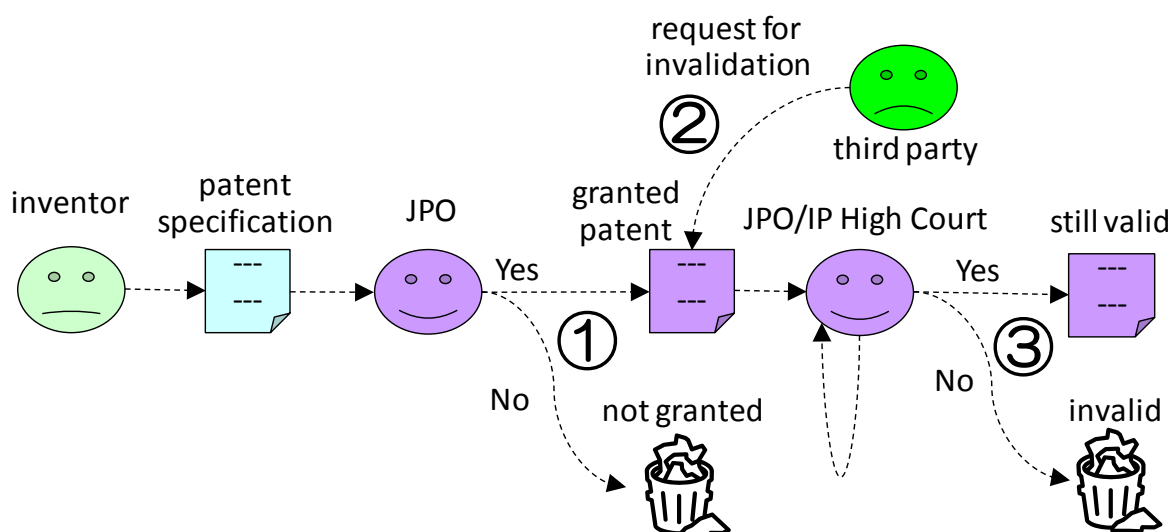 request for
invalidation
②
third party
inventor
patent
specification
JPO
granted
patent
JPO/IP High Court
still valid
---
---
Yes
---
---
Yes
---
---
①
③
No
not granted
No
invalid